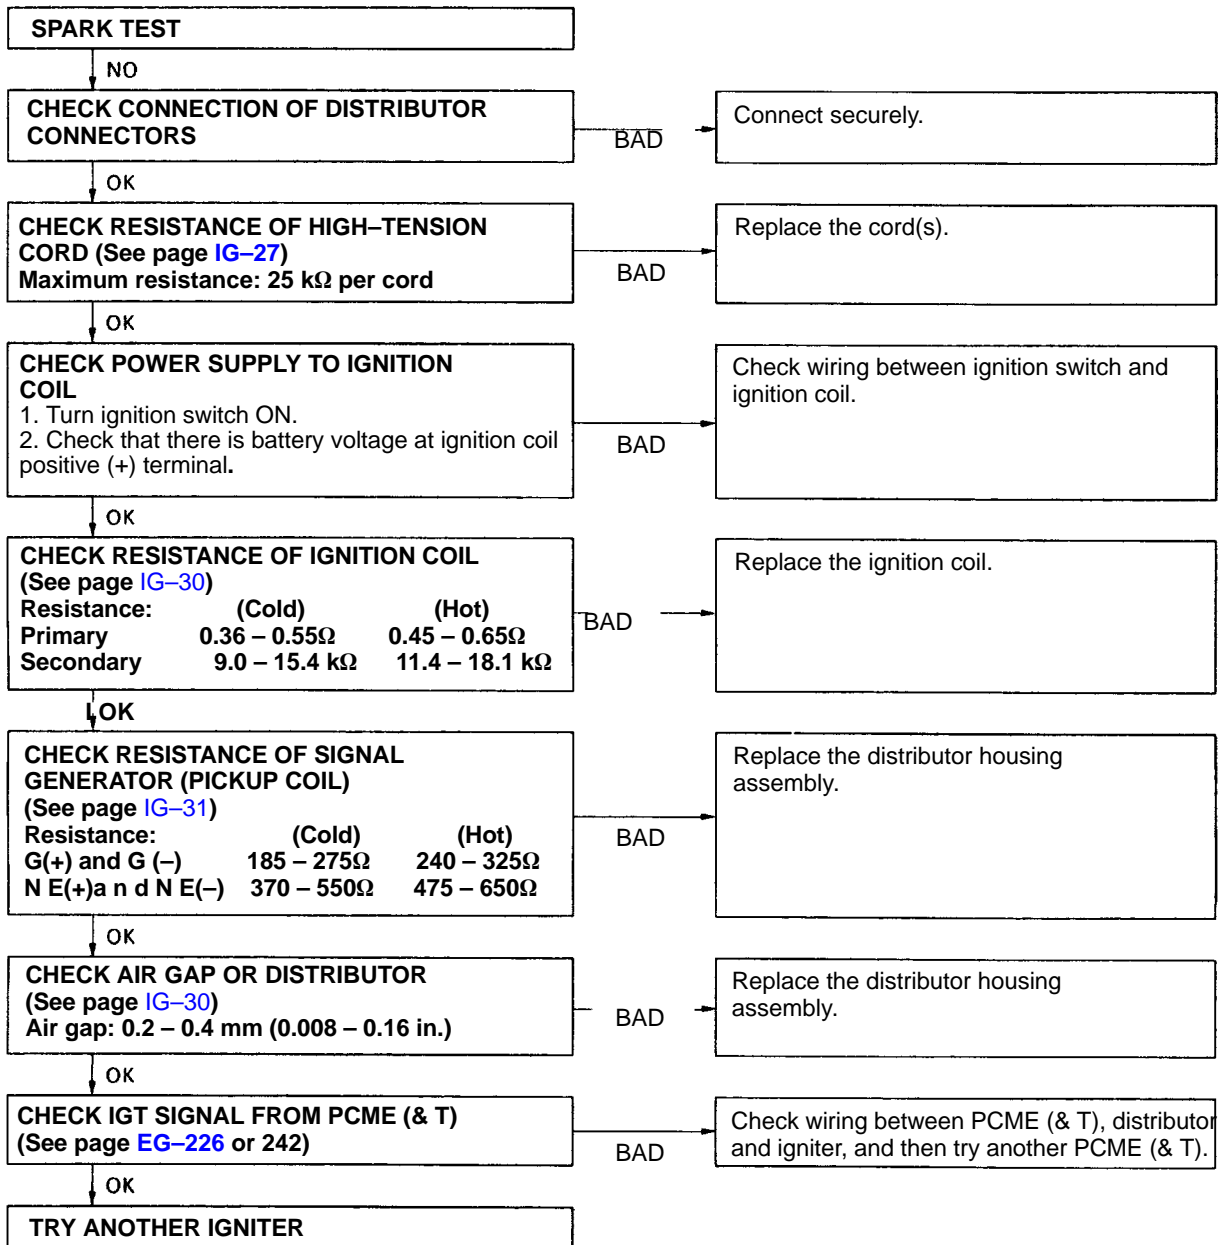 SPARK TEST
NO
CHECK CONNECTION OF DISTRIBUTOR
CONNECTORS
BAD
Connect securely.
OK
CHECK RESISTANCE OF HIGH–TENSION
CORD (See page IG–27)
Maximum resistance: 25 kΩ per cord
BAD
Replace the cord(s).
OK
CHECK POWER SUPPLY TO IGNITION
COIL
1. Turn ignition switch ON.
2. Check that there is battery voltage at ignition coil
positive (+) terminal.
BAD
Check wiring between ignition switch and
ignition coil.
OK
CHECK RESISTANCE OF IGNITION COIL
(See page IG–30)
Resistance: (Cold) (Hot)
Primary 0.36 – 0.55Ω 0.45 – 0.65Ω
Secondary 9.0 – 15.4 kΩ 11.4 – 18.1 kΩ
BAD
Replace the ignition coil.
LOK
CHECK RESISTANCE OF SIGNAL
GENERATOR (PICKUP COIL)
(See page IG–31)
Resistance: (Cold) (Hot)
G(+) and G (–) 185 – 275Ω 240 – 325Ω
N E(+)a n d N E(–) 370 – 550Ω 475 – 650Ω
BAD
Replace the distributor housing
assembly.
OK
CHECK AIR GAP OR DISTRIBUTOR
(See page IG–30)
Air gap: 0.2 – 0.4 mm (0.008 – 0.16 in.)
BAD
Replace the distributor housing
assembly.
OK
CHECK IGT SIGNAL FROM PCME (& T)
(See page EG–226 or 242)
BAD
Check wiring between PCME (& T), distributor
and igniter, and then try another PCME (& T).
OK
TRY ANOTHER IGNITER